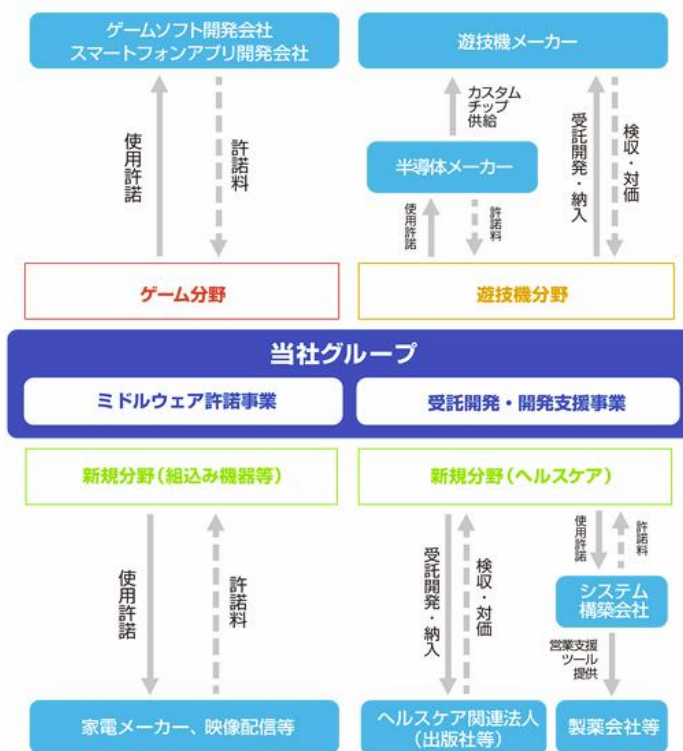 ゲームソフト開発会社
スマートフォンアプリ開発会社
遊技機メーカー
使用許諾
許諾料
カスタム
チップ
供給
半導体メーカー
使用許諾
許諾料
受託開発・納入
検収・対価
ゲーム分野
遊技機分野
当社グループ
ミドルウェア許諾事業
受託開発・開発支援事業
新規分野(組込み機器等)
新規分野(ヘルスケア)
使用許諾
許諾料
受託開発・納入
検収・対価
使用許諾
許諾料
システム
構築会社
営業支援
ツール
提供
家電メーカー、映像配信等
ヘルスケア関連法人
(出版社等)
製薬会社等